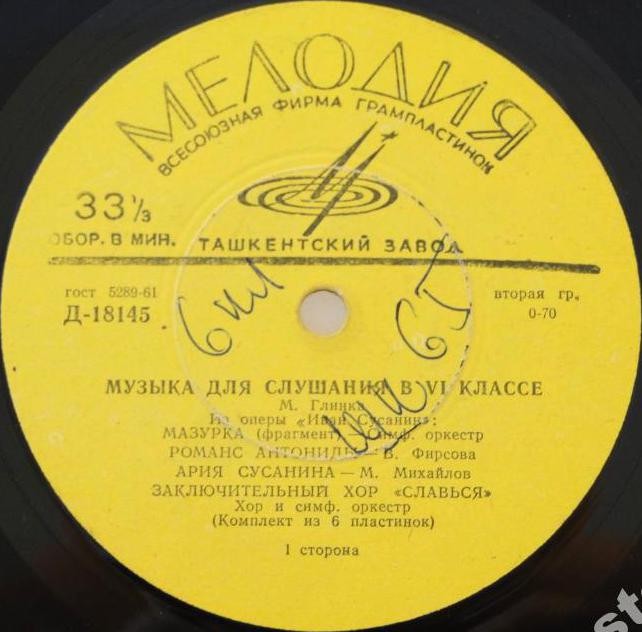 МЕЛОДИЯ
ВСЕСОЮЗНАЯ ФИРМА ГРАМПЛАСТИНОК
33⅓
ОБОР. В МИН.
ТАШКЕНТСКИЙ ЗАВОД
гост 5289-61
Д-18145
вторая гр.
0-70
6 кл
МУЗЫКА ДЛЯ СЛУШАНИЯ В VI КЛАССЕ
М. Глинка
Из оперы «Иван Сусанин»:
МАЗУРКА (фрагмент) — Симф. оркестр
РОМАНС АНТОНИДЫ — В. Фирсова
АРИЯ СУСАНИНА — М. Михайлов
ЗАКЛЮЧИТЕЛЬНЫЙ ХОР «СЛАВЬСЯ»
Хор и симф. оркестр
(Комплект из 6 пластинок)
1 сторона